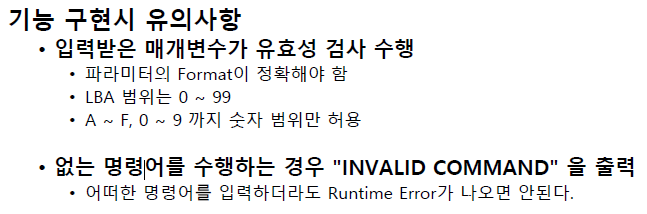 기능 구현시 유의사항
• 입력받은 매개변수가 유효성 검사 수행
• 파라미터의 Format이 정확해야 함
• LBA 범위는 0 ~ 99
• A ~ F, 0 ~ 9 까지 숫자 범위만 허용
• 없는 명령어를 수행하는 경우 "INVALID COMMAND" 을 출력
• 어떠한 명령어를 입력하더라도 Runtime Error가 나오면 안된다.